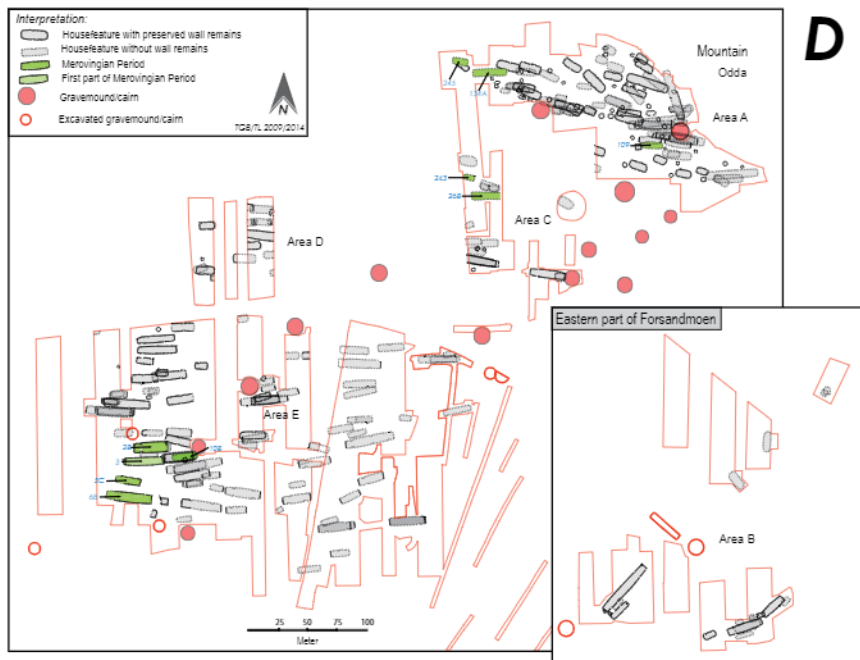 Interpretation:
Housefeature with preserved wall remains
Housefeature without wall remains
Merovingian Period
First part of Merovingian Period
Gravemound/cairn
Excavated gravemound/cairn
N
TGB/TL 2009/2014
D
Mountain
Odda
Area A
109
Area C
Area D
Area E
Eastern part of Forsandmoen
Area B
0 25 50 75 100
Meter